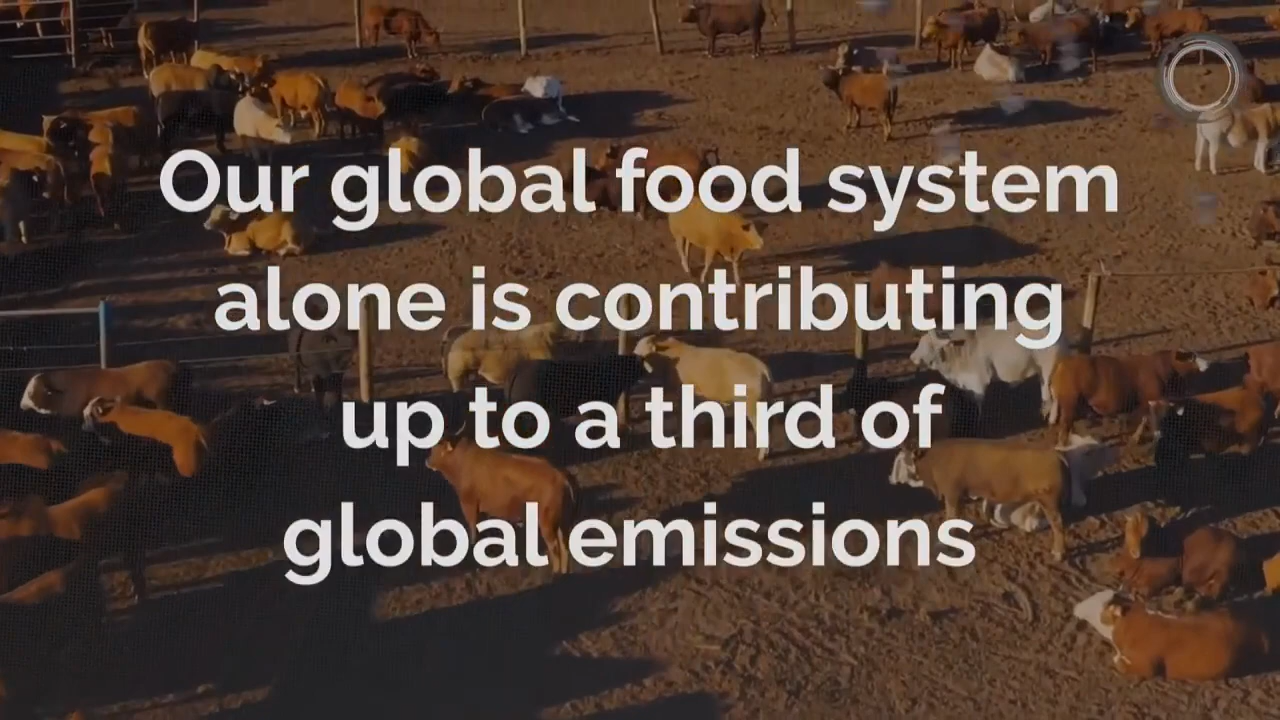 Our global food system
alone is contributing
up to a third of
global emissions